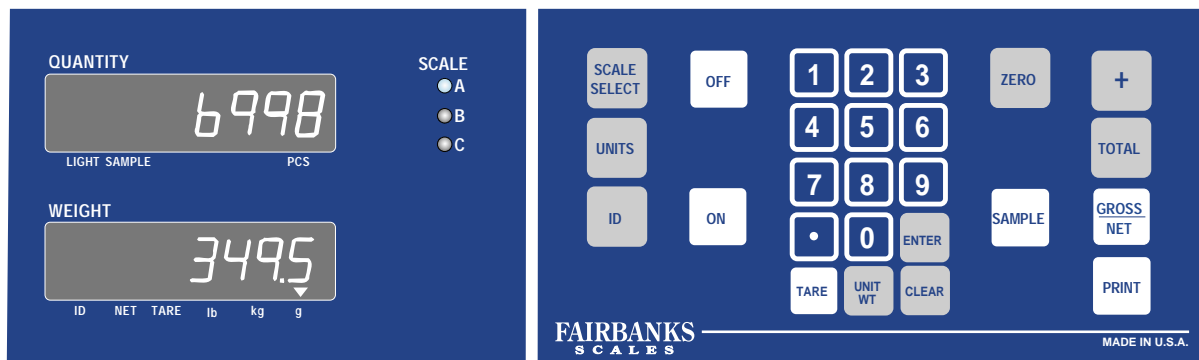 QUANTITY
6998
LIGHT SAMPLE PCS
WEIGHT
349.5
ID NET TARE lb kg g
SCALE
A
B
C
SCALE
SELECT
OFF
1 2 3
ZERO
+
UNITS
4 5 6
TOTAL
ID
ON
7 8 9
SAMPLE
GROSS
NET
. 0 ENTER
TARE
UNIT
WT
CLEAR
PRINT
FAIRBANKS
SCALES
MADE IN U.S.A.